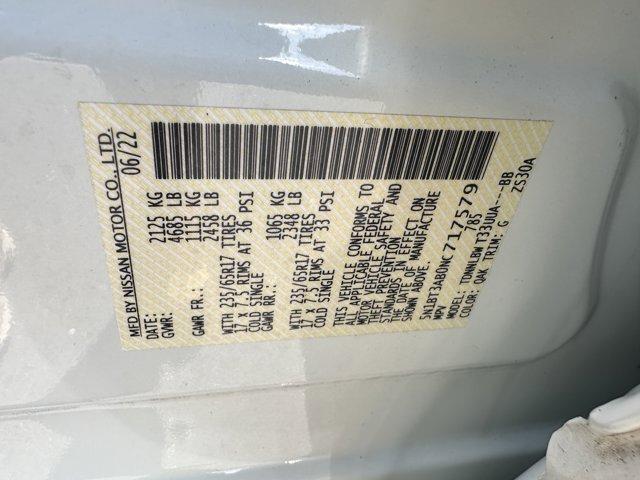 MFD BY NISSAN MOTOR CO., LTD.
DATE: 06/22
GVWR: 2125 KG
4685 LB
GAWR FR.: 1115 KG
2458 LB
WITH 235/65R17 TIRES
17 X 7.5 RIMS AT 36 PSI
COLD SINGLE
GAWR RR.: 1065 KG
2348 LB
WITH 235/65R17 TIRES
17 X 7.5 RIMS AT 33 PSI
COLD SINGLE
THIS VEHICLE CONFORMS TO
ALL APPLICABLE FEDERAL
MOTOR VEHICLE SAFETY AND
THEFT PREVENTION
STANDARDS IN EFFECT ON
THE DATE OF MANUFACTURE
SHOWN ABOVE.
5N1BT3AB0NC717579
MPV 785
MODEL: TDNNLBW T33UUA----BB
COLOR: QAK TRIM: G ZS30A